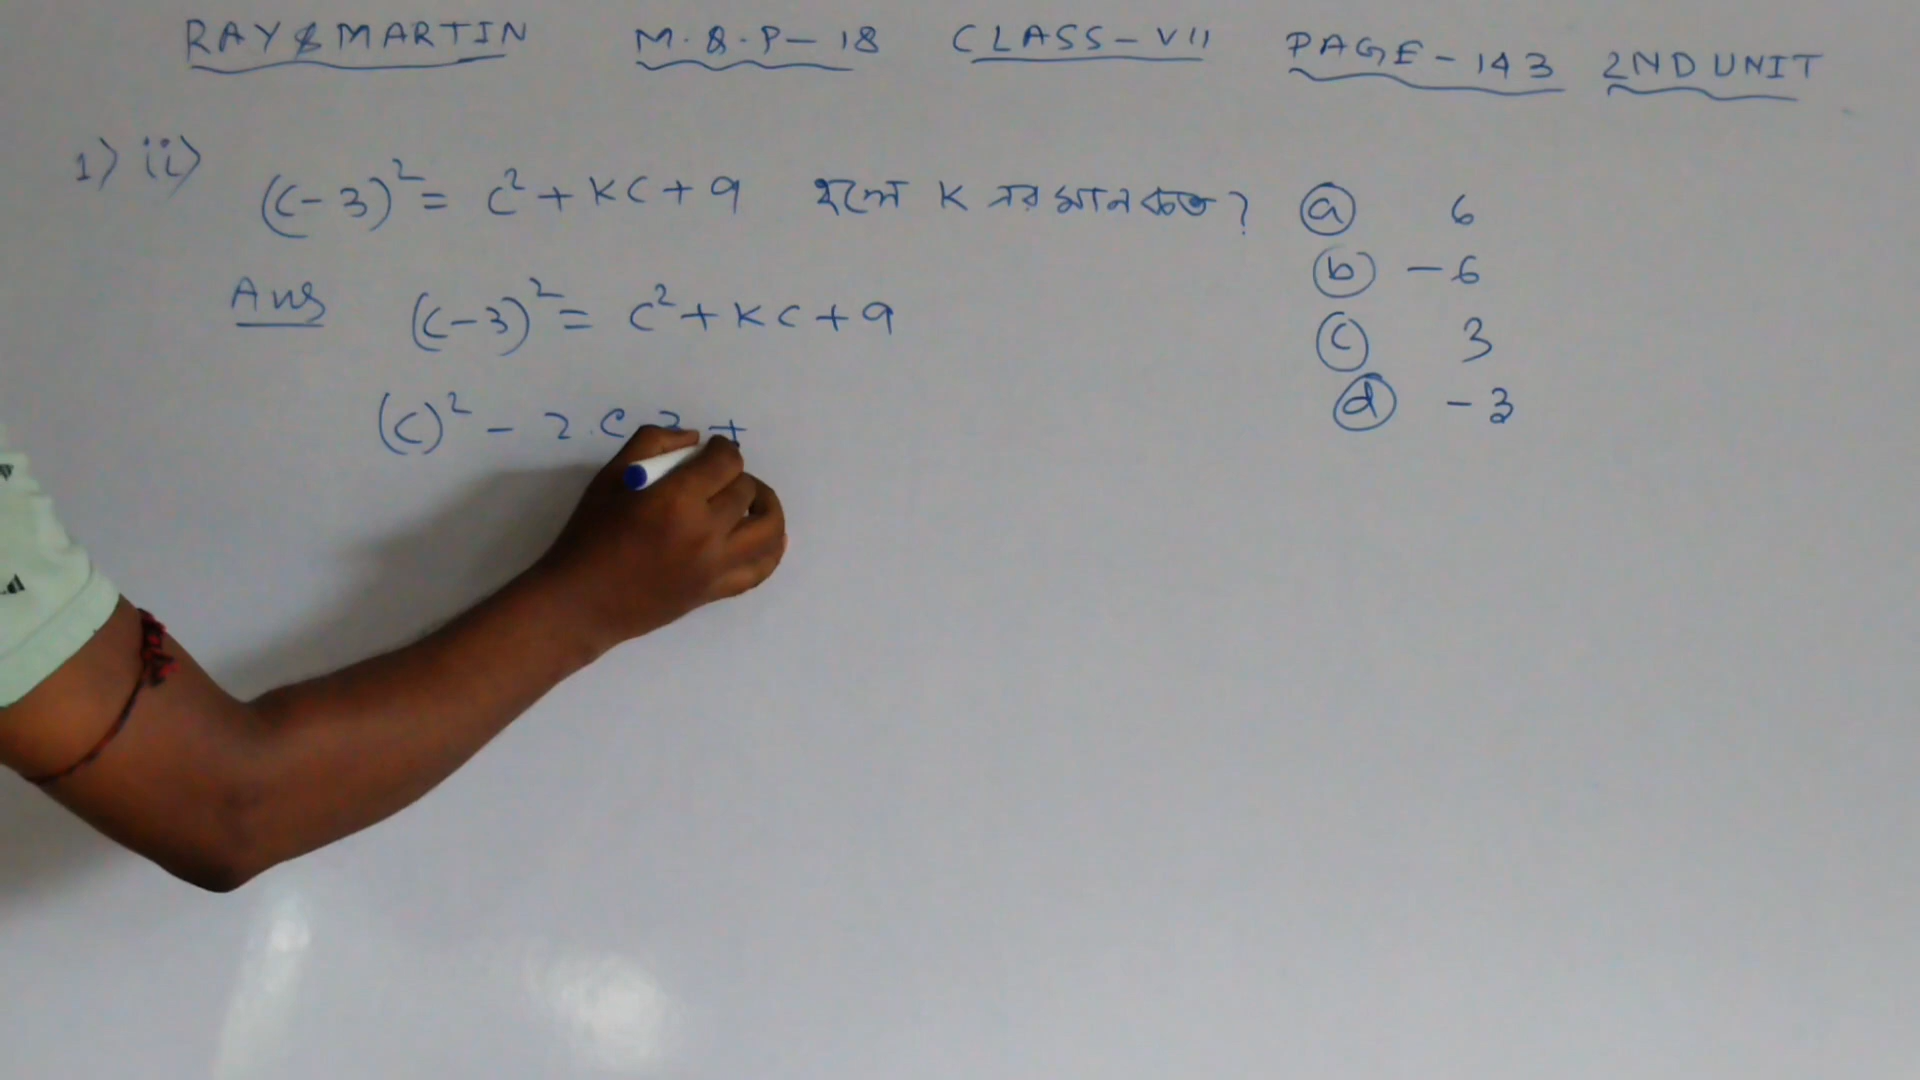 RAY & MARTIN M.Q.P-18 CLASS-VII PAGE-143 2ND UNIT
1) ii) (c-3)² = c² + kc + 9 হলে K এর মান কত? ⓐ 6
ⓑ -6
ⓒ 3
ⓓ -3
Ans (c-3)² = c² + kc + 9
(c)² - 2.c.3 +